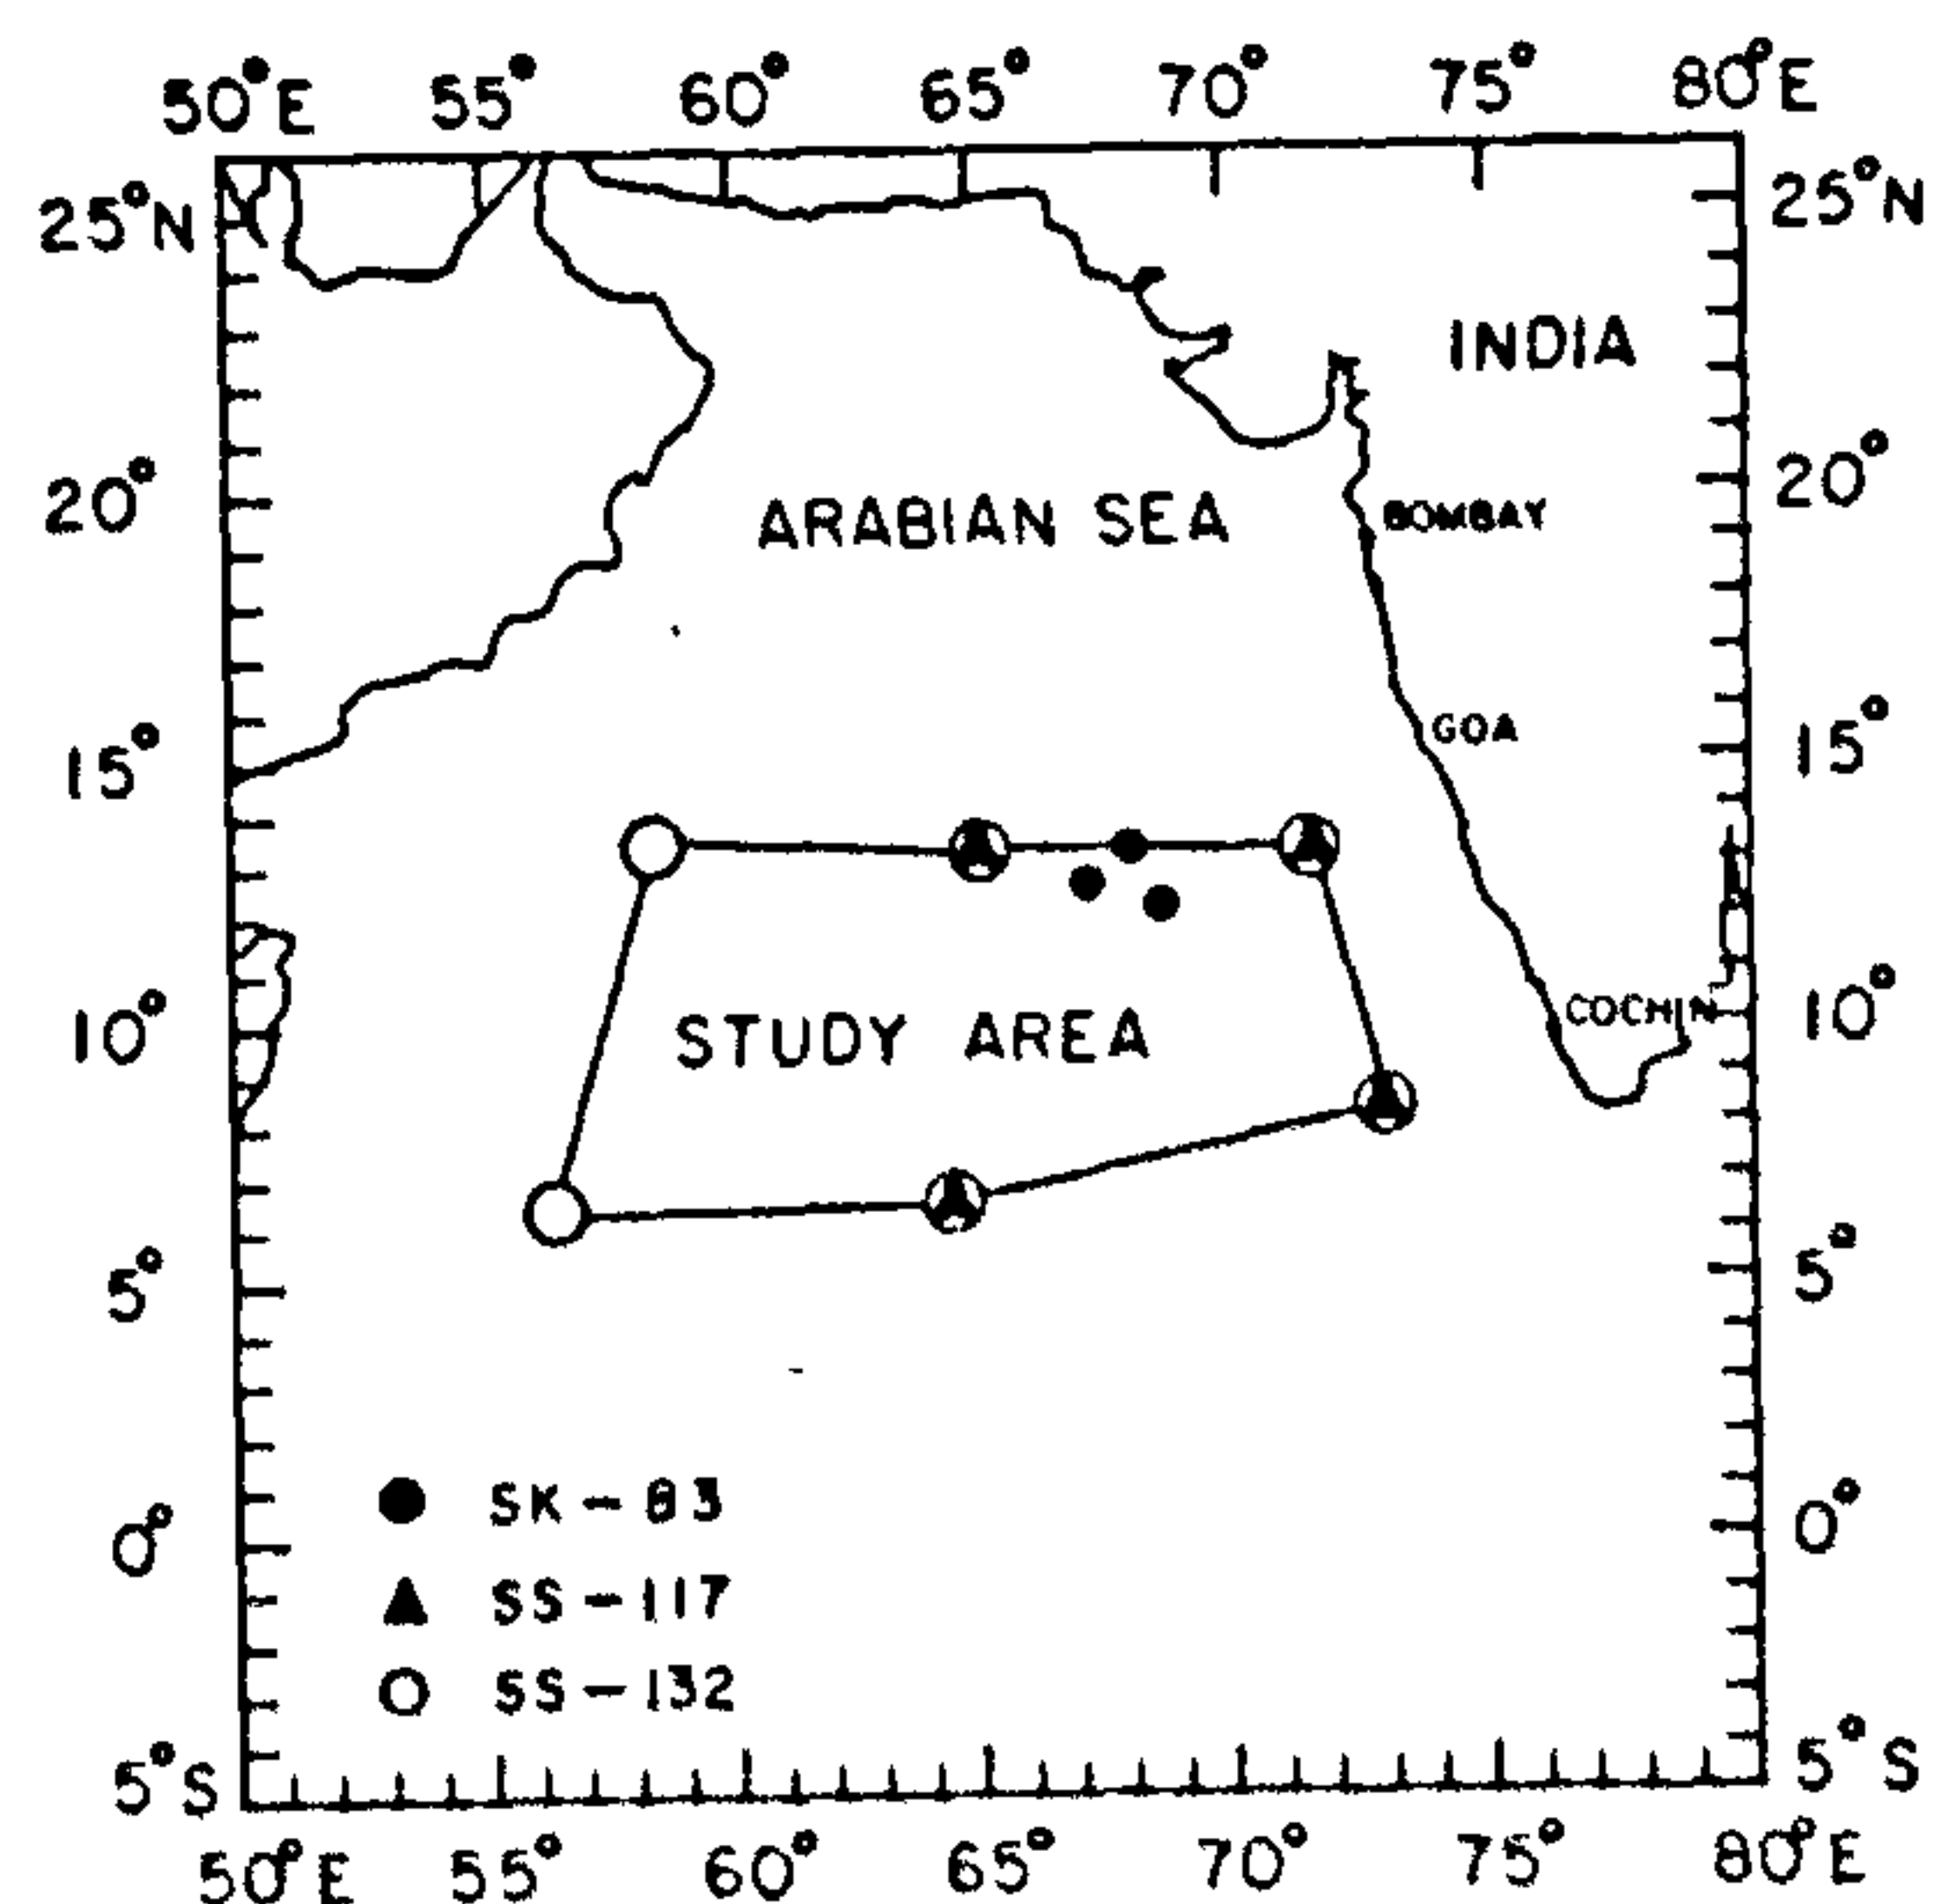 50°E 55° 60° 65° 70° 75° 80°E
25°N 25°N
INDIA
20° 20°
ARABIAN SEA
BOMBAY
15° GOA 15°
10° STUDY AREA COCHIN 10°
5° 5°
SK-83
0° 0°
SS-117
SS-132
5°S 5°S
50°E 55° 60° 65° 70° 75° 80°E